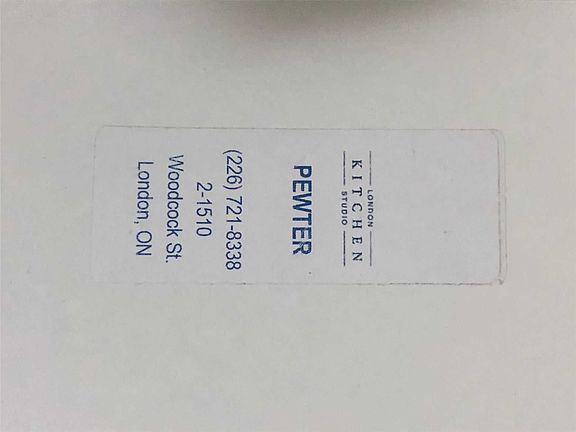 LONDON
KITCHEN
STUDIO
PEWTER
(226) 721-8338
2-1510
Woodcock St.
London, ON